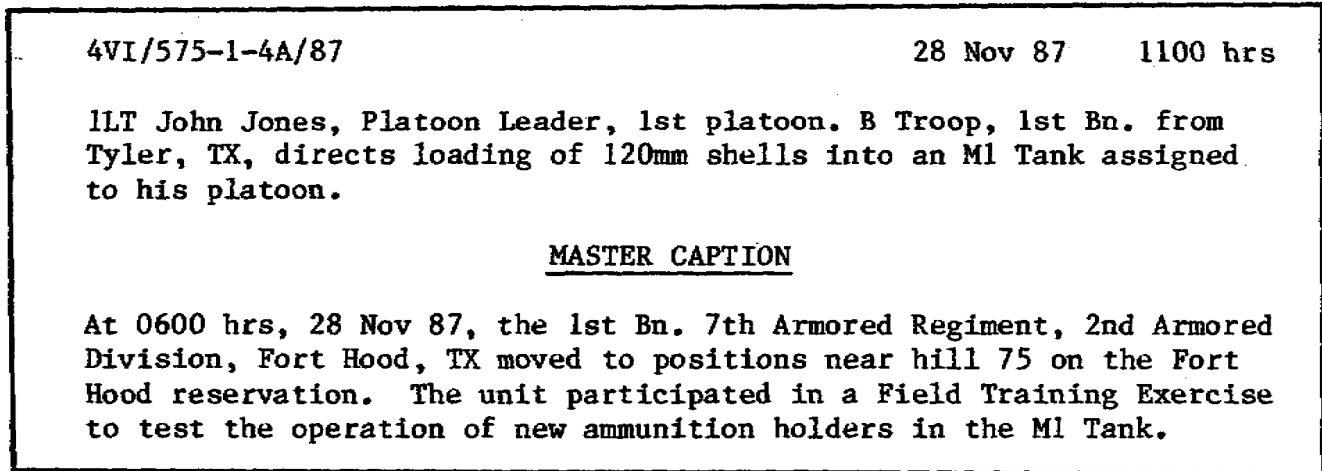 4VI/575-1-4A/87 28 Nov 87 1100 hrs
1LT John Jones, Platoon Leader, 1st platoon. B Troop, 1st Bn. from
Tyler, TX, directs loading of 120mm shells into an M1 Tank assigned
to his platoon.
MASTER CAPTION
At 0600 hrs, 28 Nov 87, the 1st Bn. 7th Armored Regiment, 2nd Armored
Division, Fort Hood, TX moved to positions near hill 75 on the Fort
Hood reservation. The unit participated in a Field Training Exercise
to test the operation of new ammunition holders in the M1 Tank.